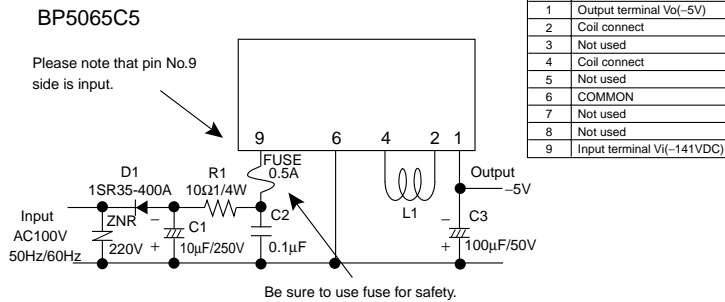 BP5065C5
Please note that pin No.9
side is input.
1 Output terminal Vo(−5V)
2 Coil connect
3 Not used
4 Coil connect
5 Not used
6 COMMON
7 Not used
8 Not used
9 Input terminal Vi(−141VDC)
9 6 4 2 1
FUSE
0.5A
D1
1SR35-400A
R1
10Ω1/4W
L1
Output
−5V
Input
AC100V
50Hz/60Hz
ZNR
220V
−
+
C1
10μF/250V
C2
0.1μF
−
+
C3
100μF/50V
Be sure to use fuse for safety.